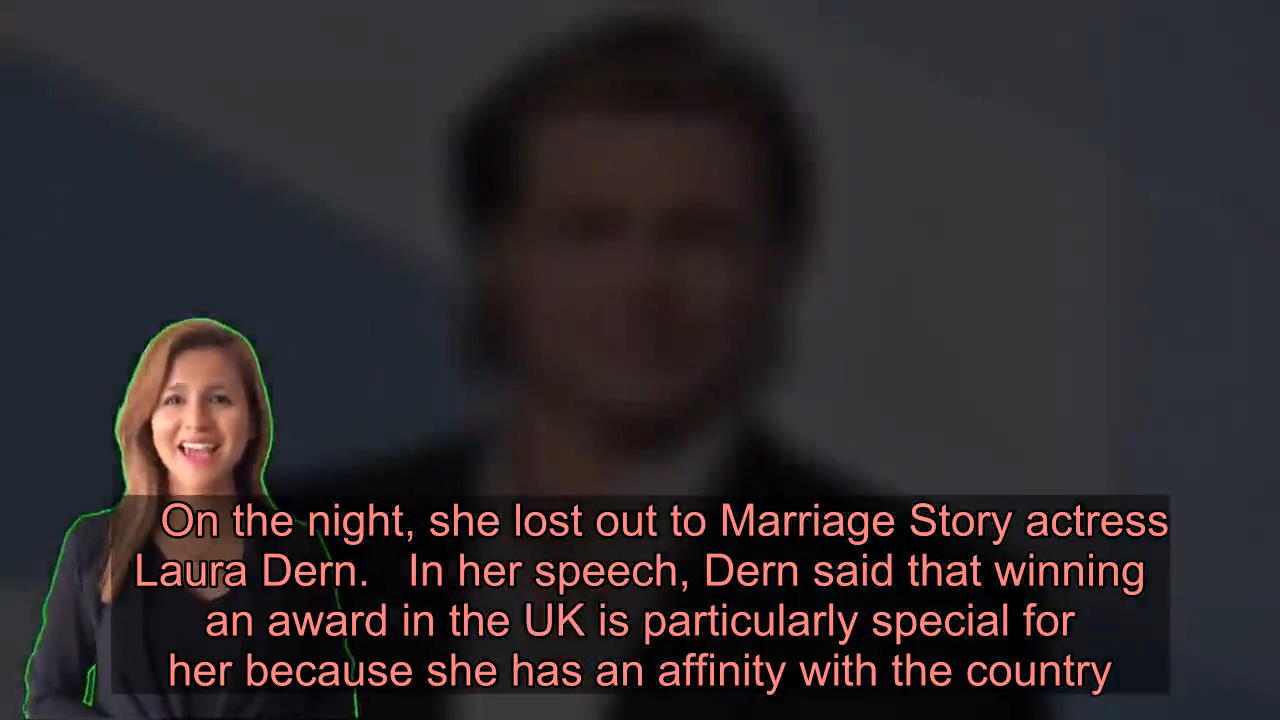 On the night, she lost out to Marriage Story actress
Laura Dern.   In her speech, Dern said that winning
an award in the UK is particularly special for
her because she has an affinity with the country